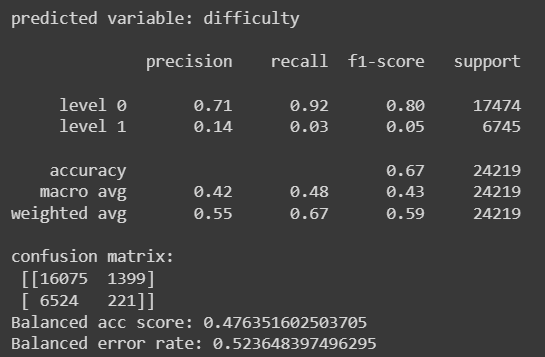 predicted variable: difficulty
precision recall f1-score support
level 0 0.71 0.92 0.80 17474
level 1 0.14 0.03 0.05 6745
accuracy 0.67 24219
macro avg 0.42 0.48 0.43 24219
weighted avg 0.55 0.67 0.59 24219
confusion matrix:
[[16075 1399]
[ 6524 221]]
Balanced acc score: 0.476351602503705
Balanced error rate: 0.523648397496295